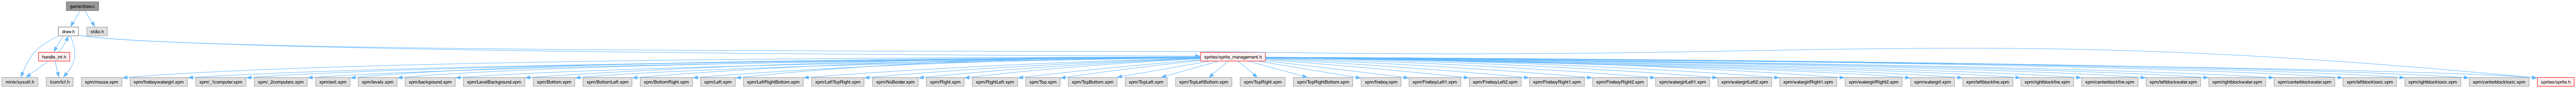 game/draw.c
draw.h
stdio.h
handle_int.h
sprites/sprite_management.h
minix/sysutil.h
lcom/lcf.h
xpm/mouse.xpm
xpm/fireboywatergirl.xpm
xpm/_1computer.xpm
xpm/_2computers.xpm
xpm/exit.xpm
xpm/levels.xpm
xpm/background.xpm
xpm/LevelBackground.xpm
xpm/Bottom.xpm
xpm/BottomLeft.xpm
xpm/BottomRight.xpm
xpm/Left.xpm
xpm/LeftRightBottom.xpm
xpm/LeftTopRight.xpm
xpm/NoBorder.xpm
xpm/Right.xpm
xpm/RightLeft.xpm
xpm/Top.xpm
xpm/TopBottom.xpm
xpm/TopLeft.xpm
xpm/TopLeftBottom.xpm
xpm/TopRight.xpm
xpm/TopRightBottom.xpm
xpm/fireboy.xpm
xpm/FireboyLeft1.xpm
xpm/FireboyLeft2.xpm
xpm/FireboyRight1.xpm
xpm/FireboyRight2.xpm
xpm/watergirlLeft1.xpm
xpm/watergirlLeft2.xpm
xpm/watergirlRight1.xpm
xpm/watergirlRight2.xpm
xpm/watergirl.xpm
xpm/leftblockfire.xpm
xpm/rightblockfire.xpm
xpm/centerblockfire.xpm
xpm/leftblockwater.xpm
xpm/rightblockwater.xpm
xpm/centerblockwater.xpm
xpm/leftblocktoxic.xpm
xpm/rightblocktoxic.xpm
xpm/centerblocktoxic.xpm
sprites/sprite.h